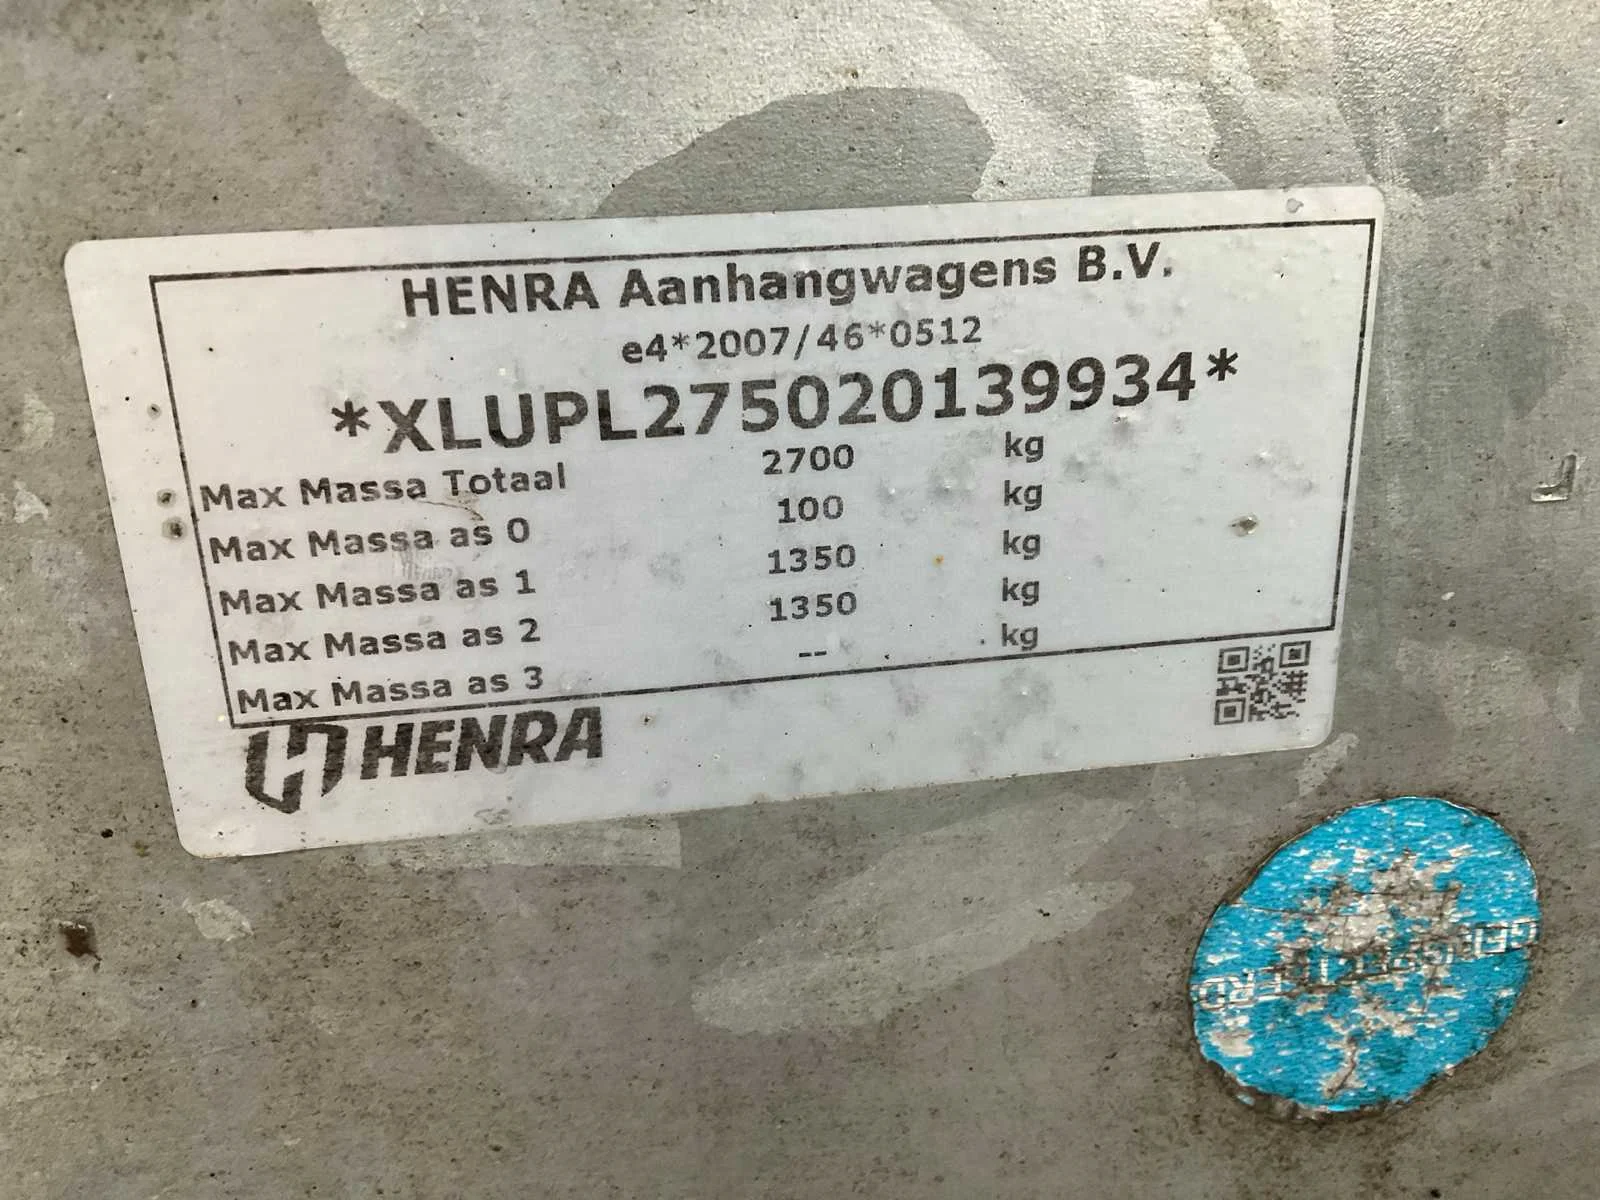 HENRA Aanhangwagens B.V.
e4*2007/46*0512
*XLUPL275020139934*
Max Massa Totaal 2700 kg
Max Massa as 0 100 kg
Max Massa as 1 1350 kg
Max Massa as 2 1350 kg
Max Massa as 3 -- kg
HENRA
GEINSPECTEERD